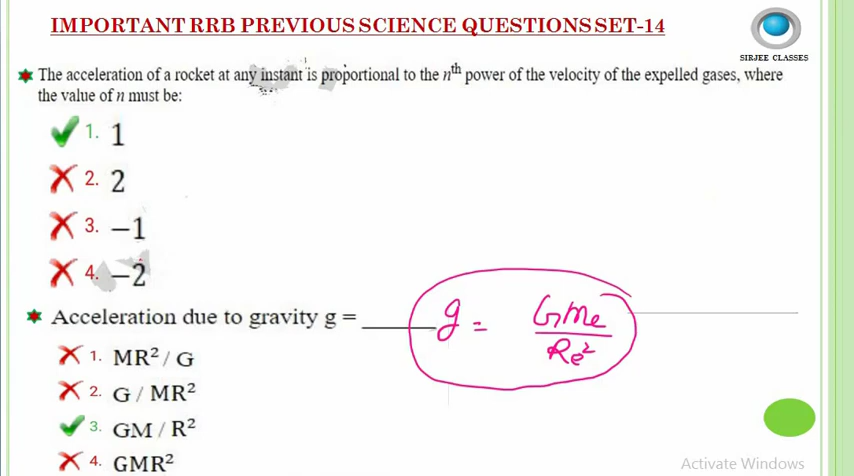 IMPORTANT RRB PREVIOUS SCIENCE QUESTIONS SET-14
SIRJEE CLASSES
The acceleration of a rocket at any instant is proportional to the nth power of the velocity of the expelled gases, where
the value of n must be:
1. 1
2. 2
3. −1
4. −2
Acceleration due to gravity g = ______
g = GMe / Re²
1. MR² / G
2. G / MR²
3. GM / R²
4. GMR²
Activate Windows